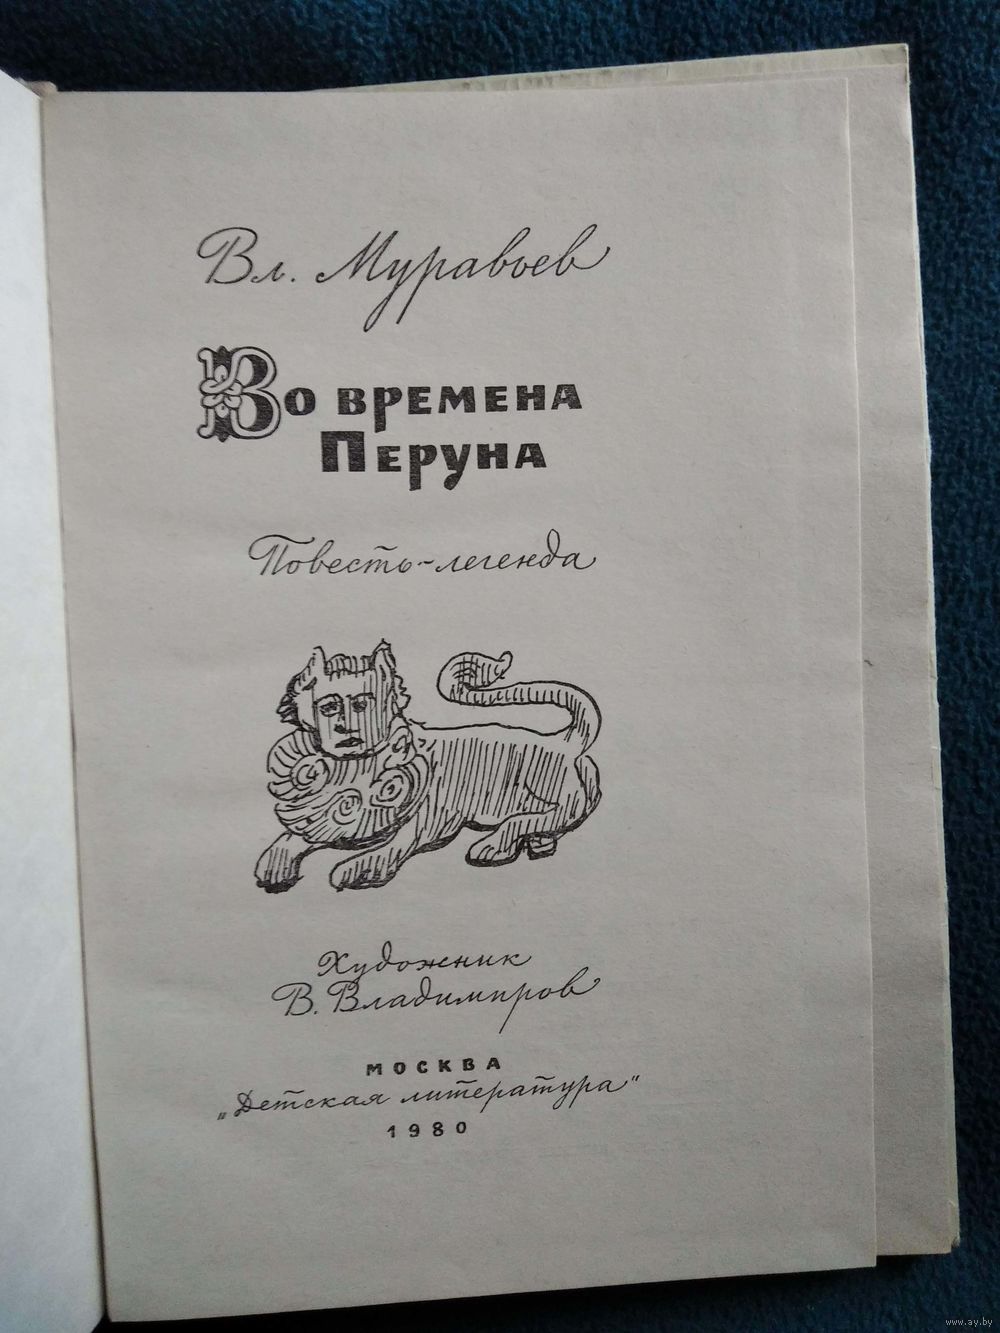 Вл. Муравьев
Во времена
Перуна
Повесть-легенда
Художник
В. Владимиров
МОСКВА
„Детская литература"
1980
www.ay.by